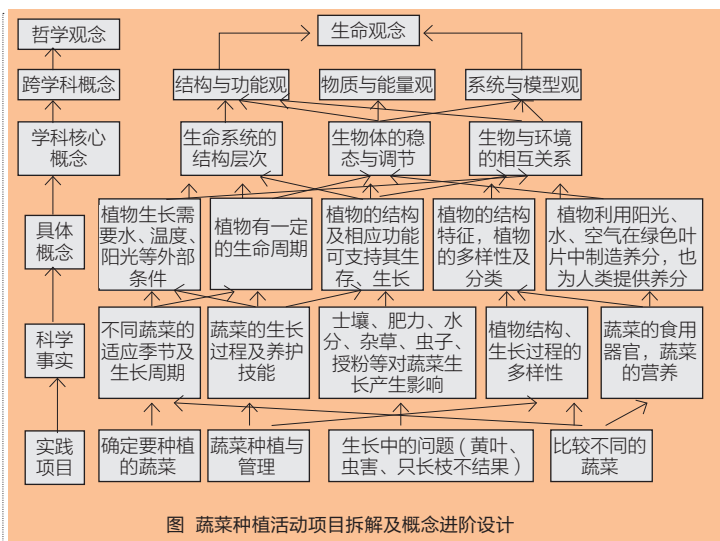 哲学观念
生命观念
跨学科概念
结构与功能观
物质与能量观
系统与模型观
学科核心
概念
生命系统的
结构层次
生物体的稳
态与调节
生物与环境
的相互关系
具体
概念
植物生长需
要水、温度、
阳光等外部
条件
植物有一定
的生命周期
植物的结构
及相应功能
可支持其生
存、生长
植物的结构
特征，植物
的多样性及
分类
植物利用阳光、
水、空气在绿色叶
片中制造养分，也
为人类提供养分
科学
事实
不同蔬菜的
适应季节及
生长周期
蔬菜的生长
过程及养护
技能
土壤、肥力、水
分、杂草、虫子、
授粉等对蔬菜生
长产生影响
植物结构、
生长过程的
多样性
蔬菜的食用
器官，蔬菜
的营养
实践
项目
确定要种植
的蔬菜
蔬菜种植与
管理
生长中的问题（黄叶、
虫害、只长枝不结果）
比较不同的
蔬菜
图 蔬菜种植活动项目拆解及概念进阶设计